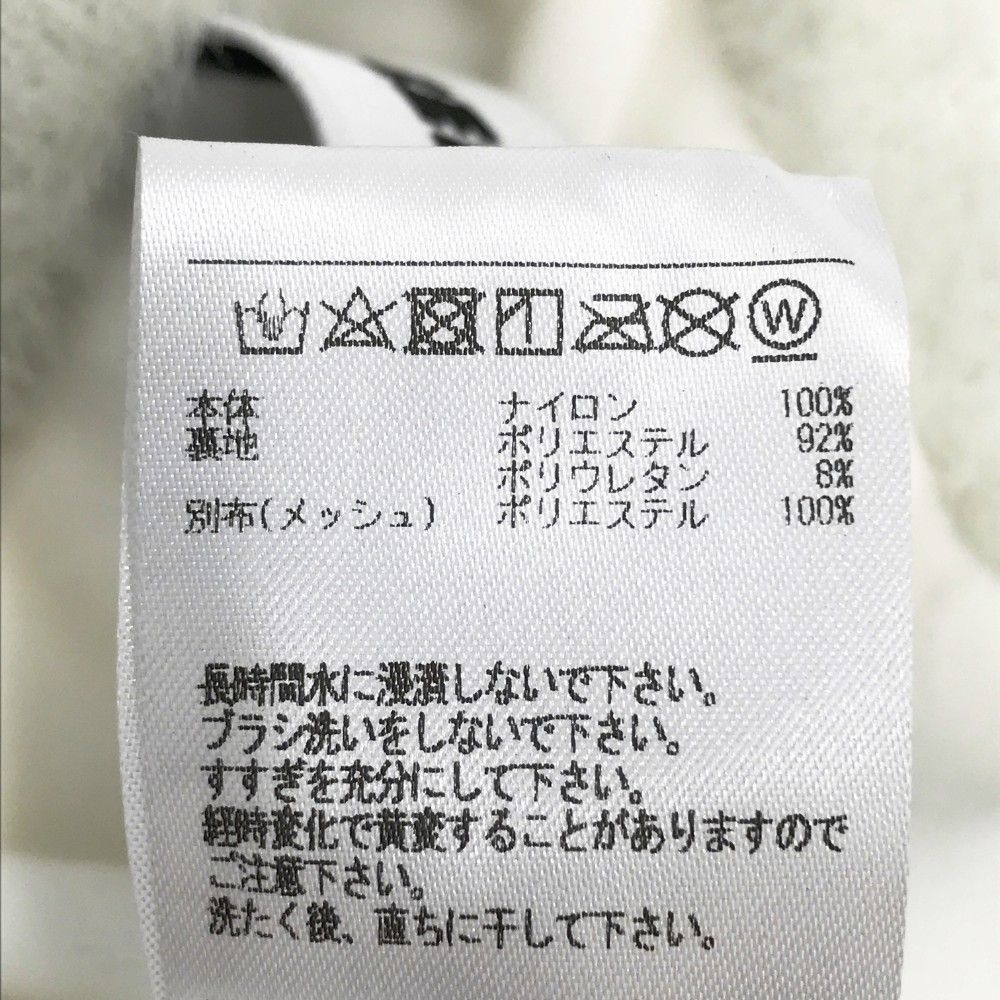 W
本体 ナイロン 100%
裏地 ポリエステル 92%
ポリウレタン 8%
別布(メッシュ) ポリエステル 100%
長時間水に浸漬しないで下さい。
ブラシ洗いをしないで下さい。
すすぎを充分にして下さい。
経時変化で黄変することがありますので
ご注意下さい。
洗たく後、直ちに干して下さい。